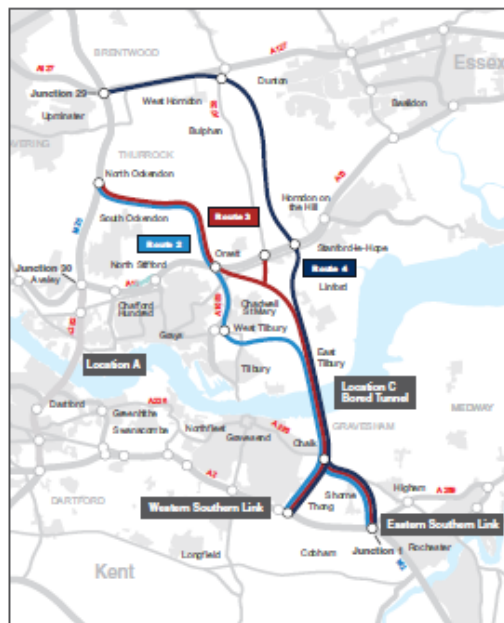 BRENTWOOD
A127
Essex
A127
Junction 29
Dunton
West Horndon
Basildon
Upminster
Bulphan
THURROCK
North Ockendon
Horndon on
the Hill
Route 3
South Ockendon
M25
Route 2
Orsett
Stanford-le-Hope
Junction 30
North Stifford
Route 4
Aveley
Linford
Chadwell
St Mary
Chafford
Hundred
A1089
Grays
West Tilbury
East
Tilbury
Location A
Tilbury
Location C
Bored Tunnel
MEDWAY
Dartford
Greenhithe
A226
Northfleet
GRAVESHAM
Swanscombe
Gravesend
A226
Chalk
A2
Higham
A289
Western Southern Link
Shorne
DARTFORD
Thong
Eastern Southern Link
Cobham
Junction 1
Rochester
Longfield
M2
Kent